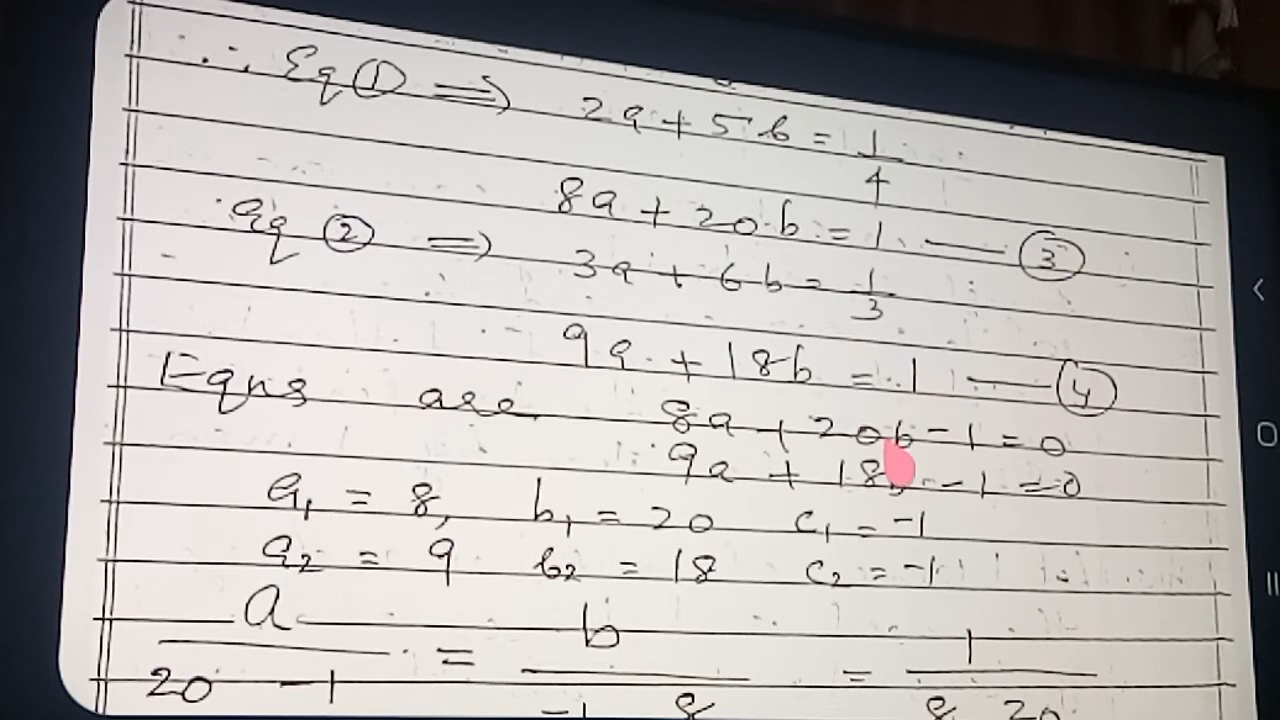 ∴ Eq ① ⇒ 2a + 5b = 1/4
8a + 20b = 1. — ③
Eq ② ⇒ 3a + 6b = 1/3
9a + 18b = 1 — ④
Eqns are 8a + 20b - 1 = 0
9a + 18b - 1 = 0
a₁ = 8, b₁ = 20 c₁ = -1
a₂ = 9 b₂ = 18 c₂ = -1
a = b = 1
20 -1 -1 8 8 20